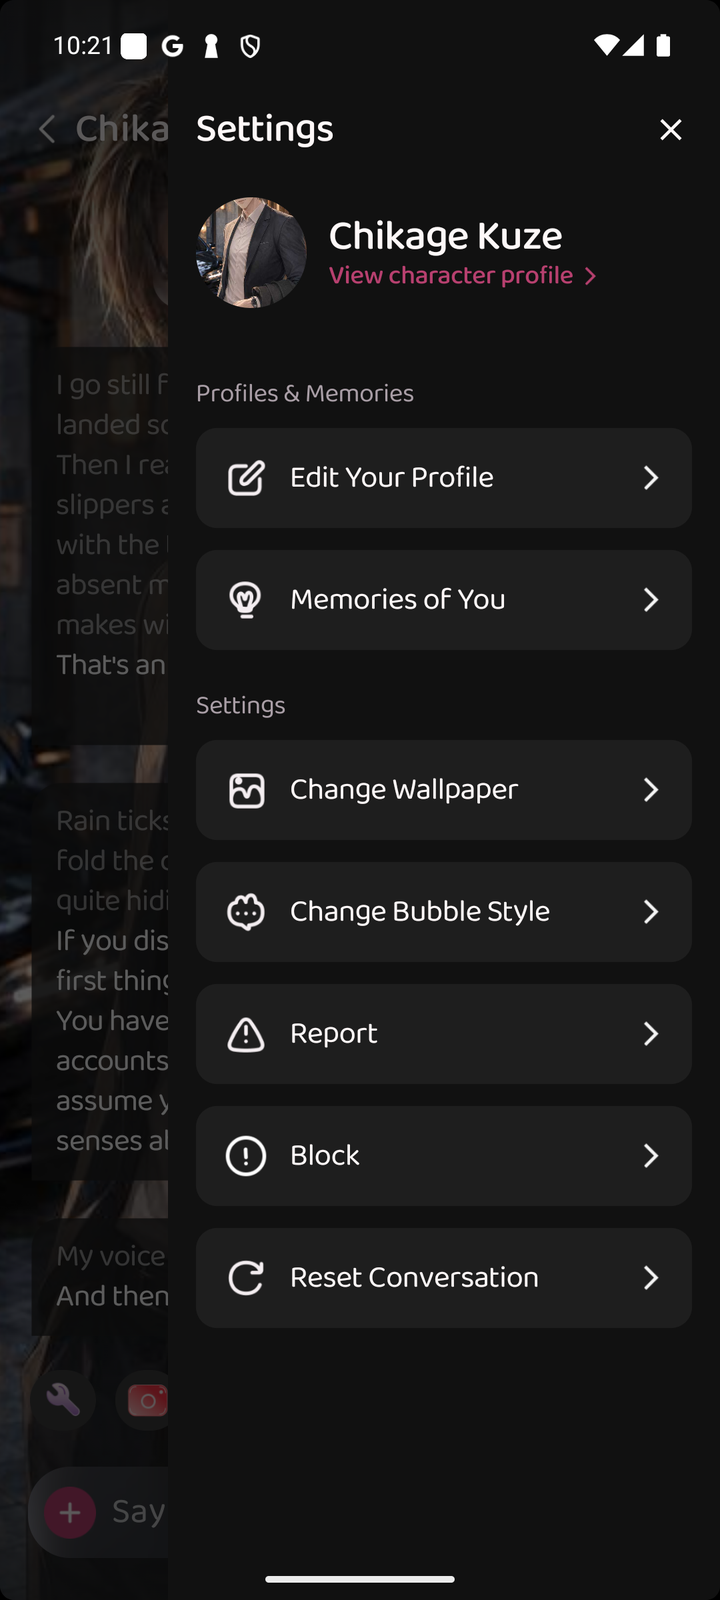 10:21
Chika
Settings
Chikage Kuze
View character profile
Profiles & Memories
Edit Your Profile
Memories of You
Settings
Change Wallpaper
Change Bubble Style
Report
Block
Reset Conversation
I go still
landed
Then I
slippers
with the
absent
makes
That's an
Rain ticks
fold the
quite
If you
first
You have
accounts
assume
senses
My voice
And then
Say